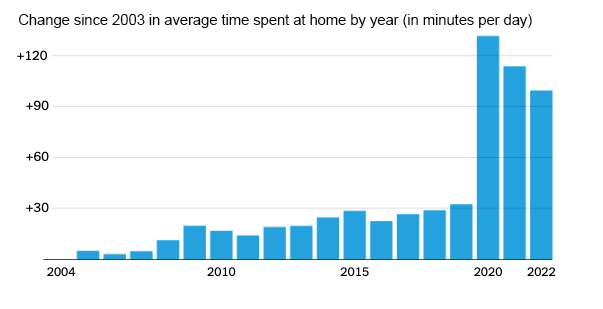 Change since 2003 in average time spent at home by year (in minutes per day)
+120
+90
+60
+30
2004 2010 2015 2020 2022